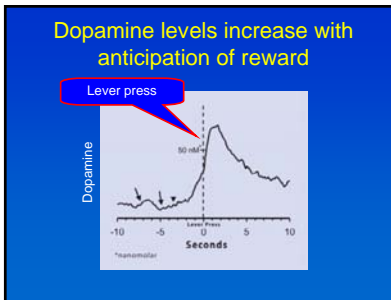 Dopamine levels increase with
anticipation of reward
Lever press
50 nM*
Dopamine
-10 -5 0 5 10
Lever Press
Seconds
*nanomolar